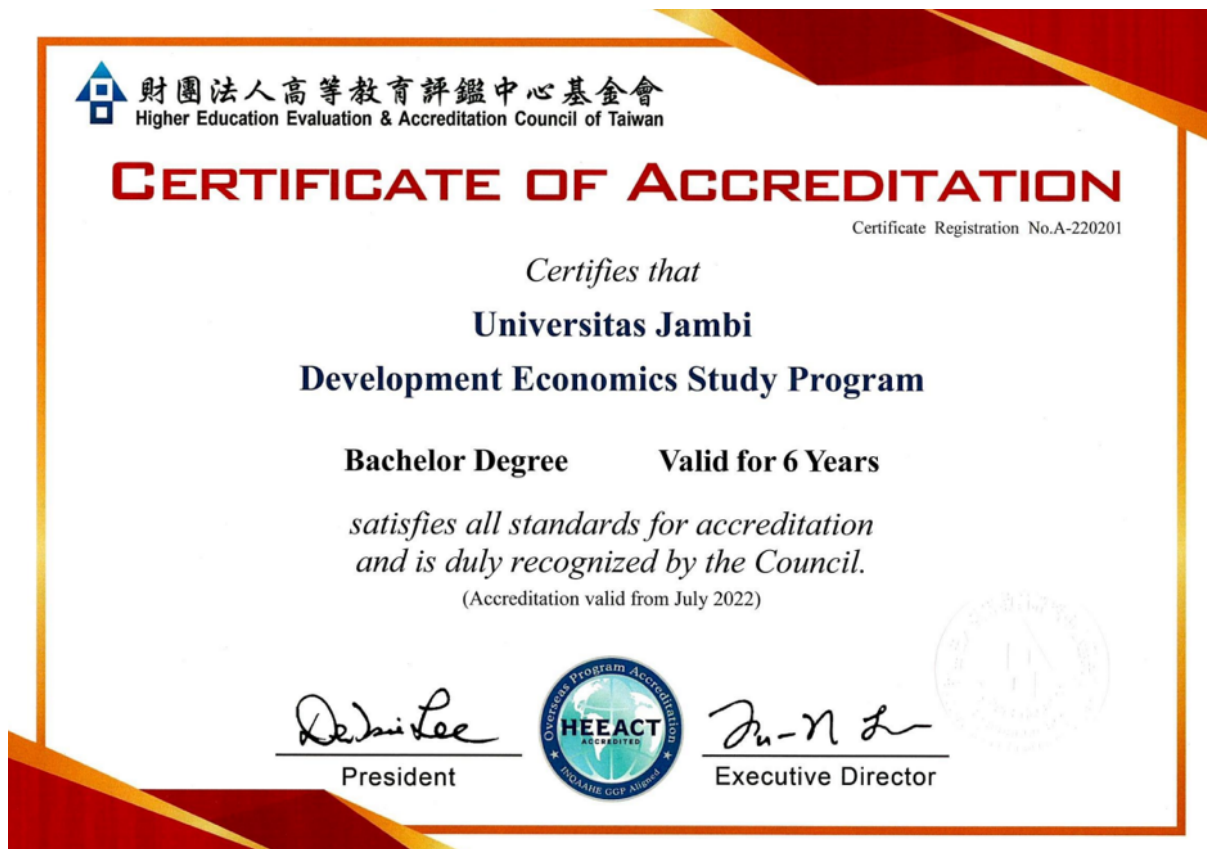 財團法人高等教育評鑑中心基金會
Higher Education Evaluation & Accreditation Council of Taiwan
CERTIFICATE OF ACCREDITATION
Certificate Registration No.A-220201
Certifies that
Universitas Jambi
Development Economics Study Program
Bachelor Degree Valid for 6 Years
satisfies all standards for accreditation
and is duly recognized by the Council.
(Accreditation valid from July 2022)
Overseas Program Accreditation
HEEACT
ACCREDITED
INQAAHE GGP Aligned
President
Executive Director